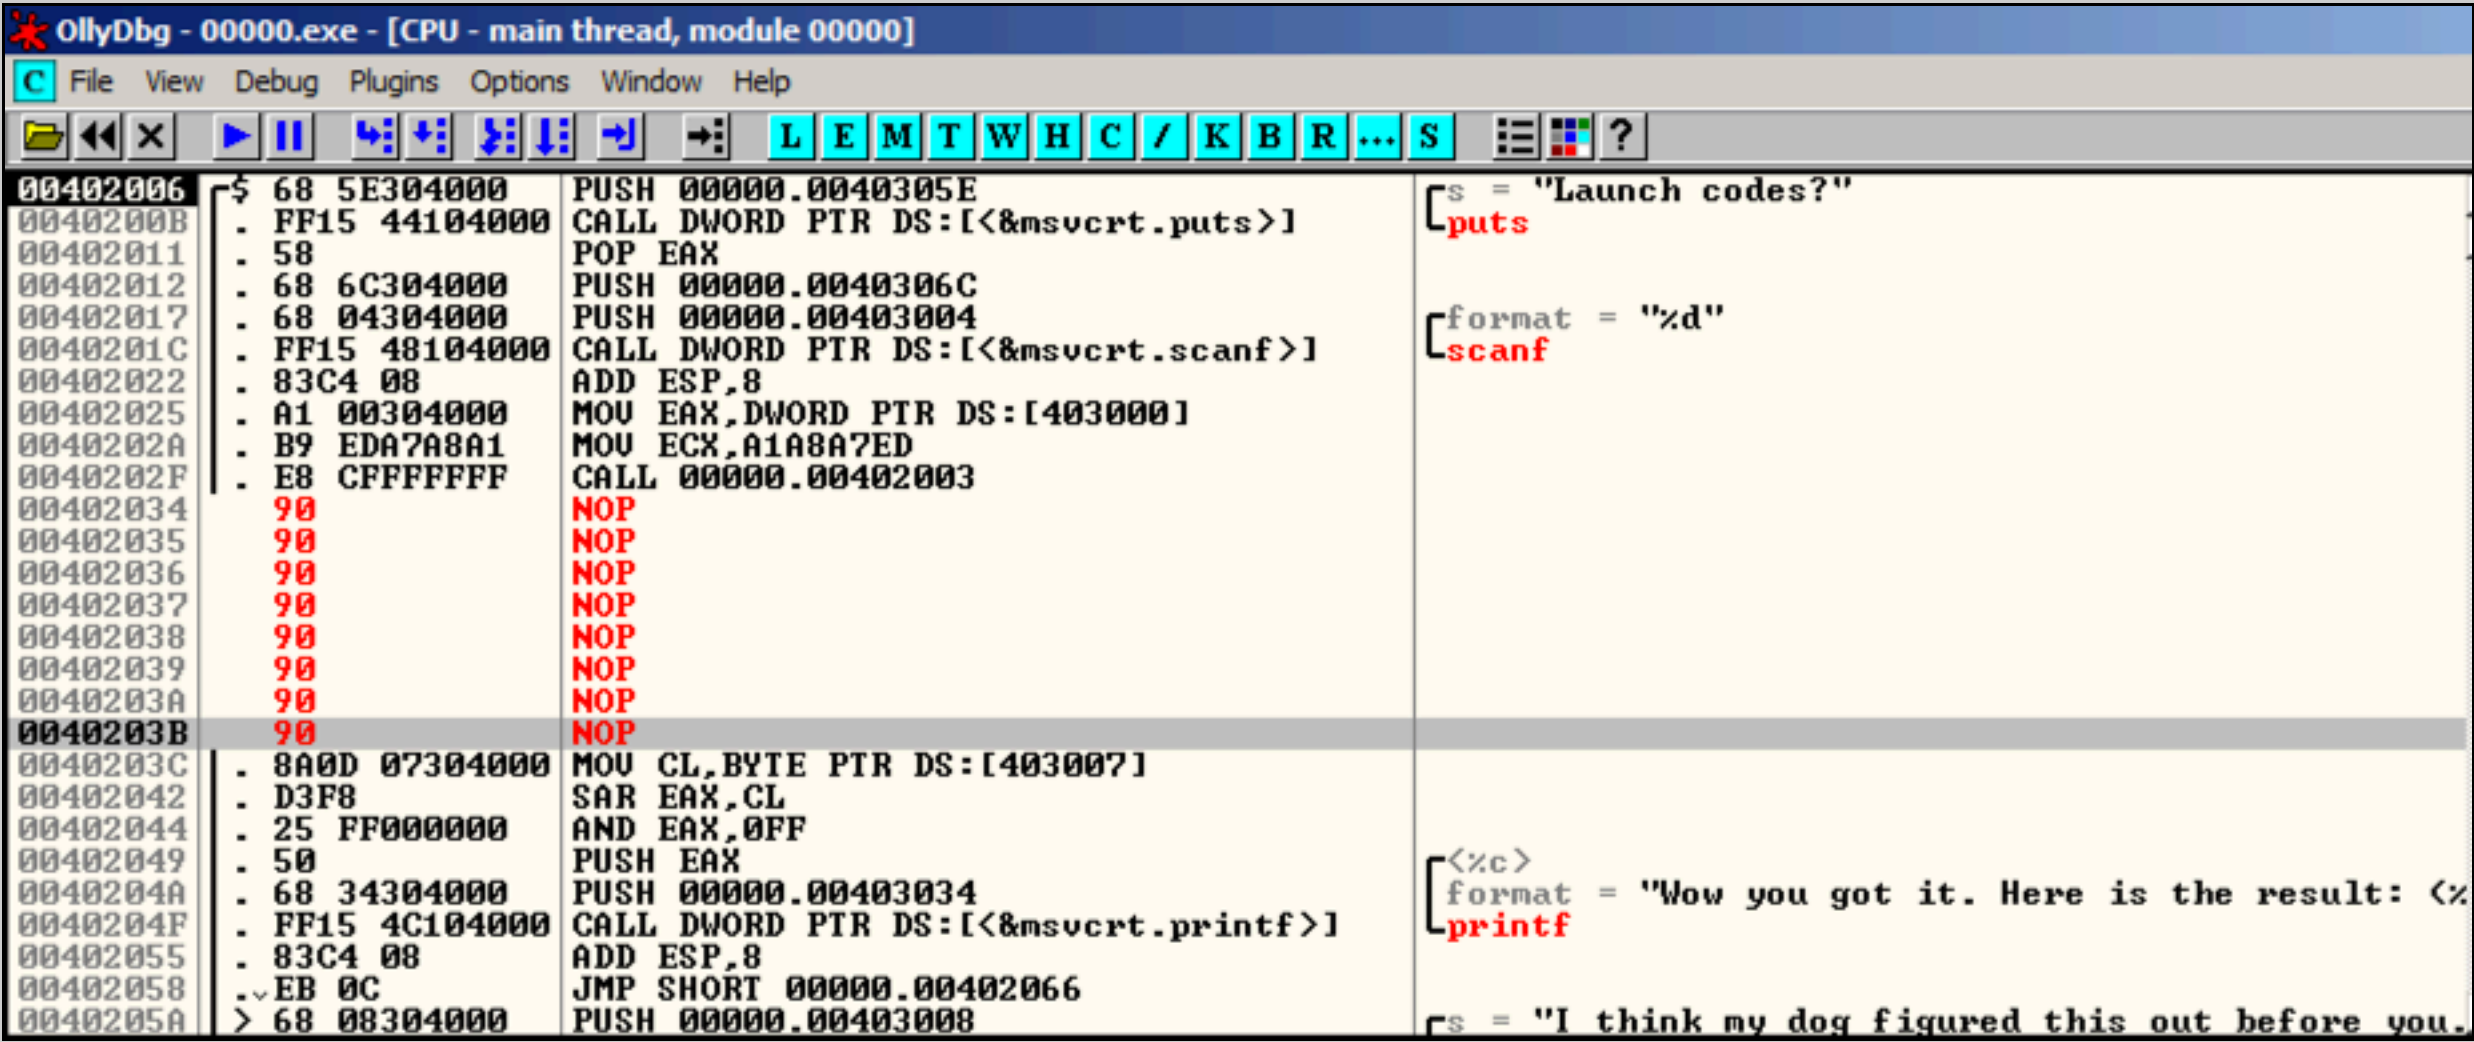 OllyDbg - 00000.exe - [CPU - main thread, module 00000]
C File View Debug Plugins Options Window Help
L E M T W H C / K B R ... S ?
00402006 $ 68 5E304000 PUSH 00000.0040305E s = "Launch codes?"
0040200B . FF15 44104000 CALL DWORD PTR DS:[<&msvcrt.puts>] puts
00402011 . 58 POP EAX
00402012 . 68 6C304000 PUSH 00000.0040306C
00402017 . 68 04304000 PUSH 00000.00403004 format = "%d"
0040201C . FF15 48104000 CALL DWORD PTR DS:[<&msvcrt.scanf>] scanf
00402022 . 83C4 08 ADD ESP,8
00402025 . A1 00304000 MOV EAX,DWORD PTR DS:[403000]
0040202A . B9 EDA7A8A1 MOV ECX,A1A8A7ED
0040202F . E8 CFFFFFFF CALL 00000.00402003
00402034 90 NOP
00402035 90 NOP
00402036 90 NOP
00402037 90 NOP
00402038 90 NOP
00402039 90 NOP
0040203A 90 NOP
0040203B 90 NOP
0040203C . 8A0D 07304000 MOV CL,BYTE PTR DS:[403007]
00402042 . D3F8 SAR EAX,CL
00402044 . 25 FF000000 AND EAX,0FF
00402049 . 50 PUSH EAX <%c>
0040204A . 68 34304000 PUSH 00000.00403034 format = "Wow you got it. Here is the result: (%
0040204F . FF15 4C104000 CALL DWORD PTR DS:[<&msvcrt.printf>] printf
00402055 . 83C4 08 ADD ESP,8
00402058 .v EB 0C JMP SHORT 00000.00402066
0040205A > 68 08304000 PUSH 00000.00403008 s = "I think my dog figured this out before you.